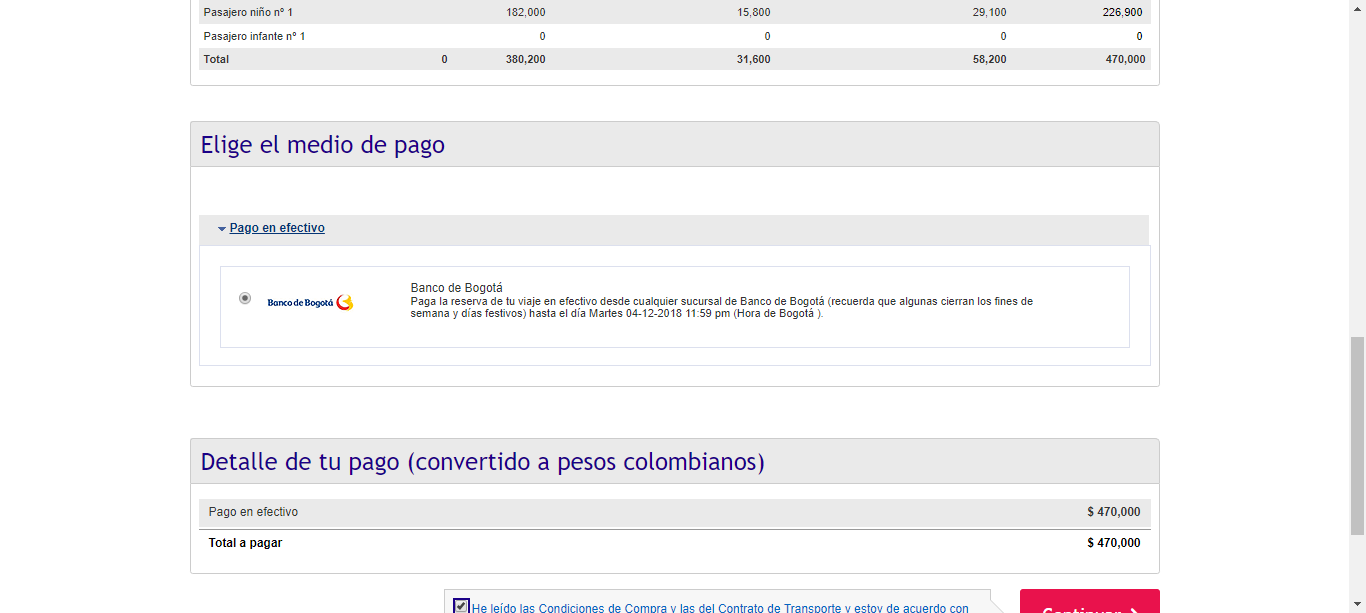 Pasajero niño nº 1 182,000 15,800 29,100 226,900
Pasajero infante nº 1 0 0 0 0
Total 0 380,200 31,600 58,200 470,000
Elige el medio de pago
Pago en efectivo
Banco de Bogotá
Banco de Bogotá
Paga la reserva de tu viaje en efectivo desde cualquier sucursal de Banco de Bogotá (recuerda que algunas cierran los fines de
semana y días festivos) hasta el día Martes 04-12-2018 11:59 pm (Hora de Bogotá ).
Detalle de tu pago (convertido a pesos colombianos)
Pago en efectivo $ 470,000
Total a pagar $ 470,000
He leído las Condiciones de Compra y las del Contrato de Transporte y estoy de acuerdo con
Continuar